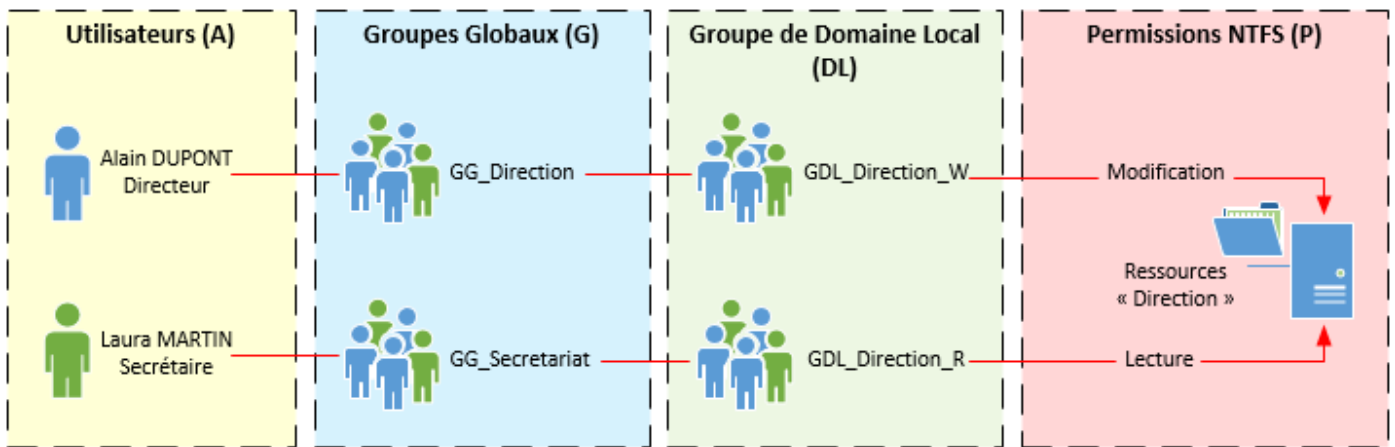 Utilisateurs (A)
Groupes Globaux (G)
Groupe de Domaine Local
(DL)
Permissions NTFS (P)
Alain DUPONT
Directeur
GG_Direction
GDL_Direction_W
Modification
Ressources
« Direction »
Laura MARTIN
Secrétaire
GG_Secretariat
GDL_Direction_R
Lecture